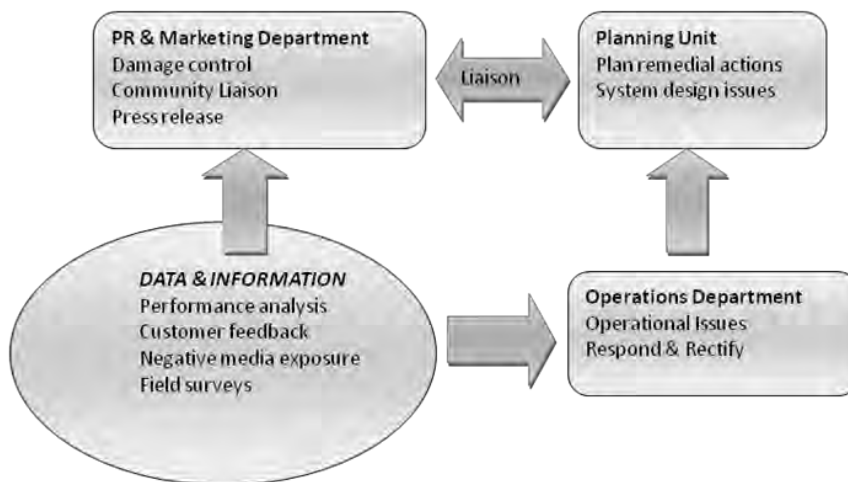 PR & Marketing Department
Damage control
Community Liaison
Press release
Liaison
Planning Unit
Plan remedial actions
System design issues
DATA & INFORMATION
Performance analysis
Customer feedback
Negative media exposure
Field surveys
Operations Department
Operational Issues
Respond & Rectify